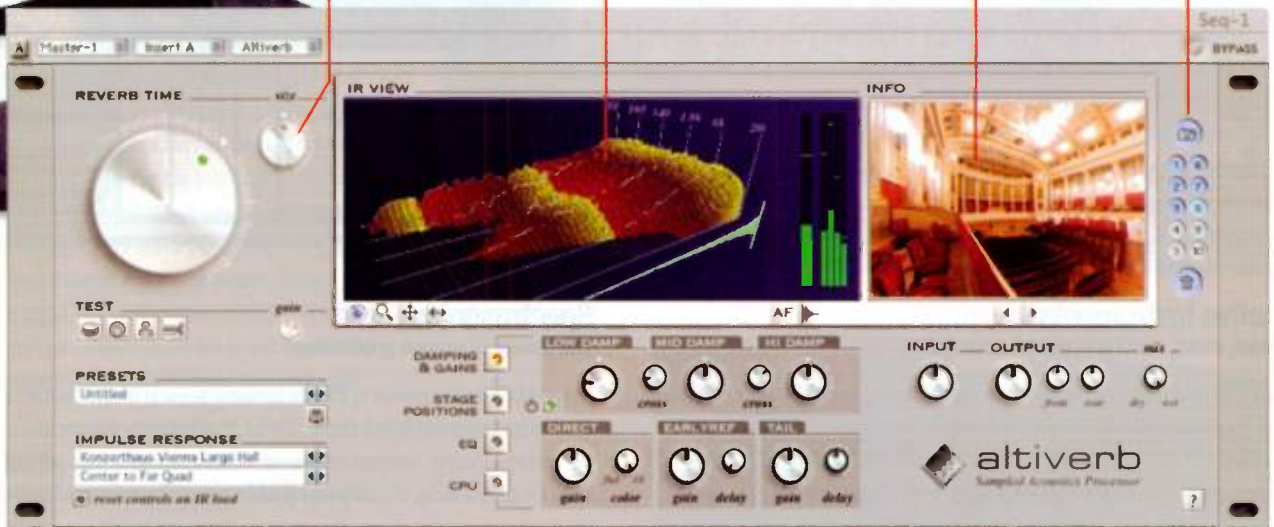 Seq-1
A Master-1 Insert A Altiverb
BYPASS
REVERB TIME size
IR VIEW
INFO
TEST gain
AF
DAMPING & GAINS
STAGE POSITIONS
EQ
CPU
LOW DAMP MID DAMP HI DAMP
cross cross
DIRECT EARLYREF TAIL
gain color gain delay gain delay
INPUT OUTPUT mix
front rear dry wet
PRESETS
Untitled
IMPULSE RESPONSE
Konzerthaus Vienna Large Hall
Center to Far Quad
reset controls on IR load
altiverb
Sampled Acoustics Processor
?